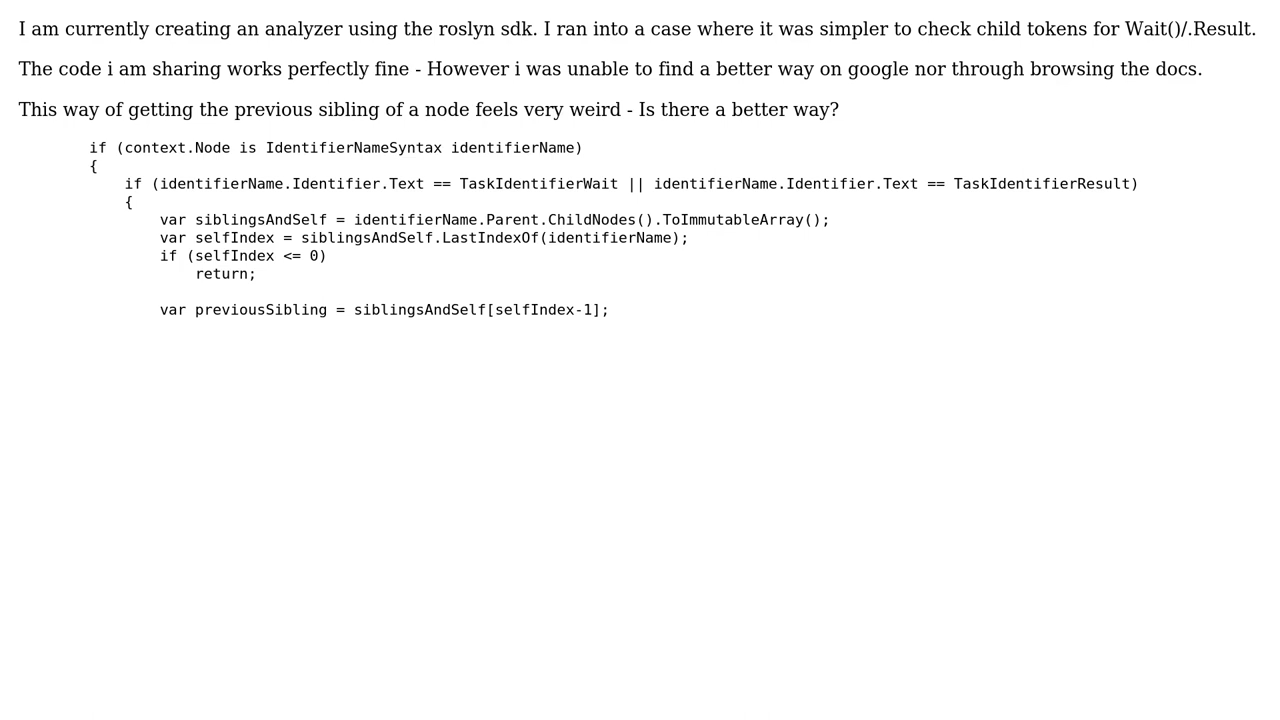 I am currently creating an analyzer using the roslyn sdk. I ran into a case where it was simpler to check child tokens for Wait()/.Result.
The code i am sharing works perfectly fine - However i was unable to find a better way on google nor through browsing the docs.
This way of getting the previous sibling of a node feels very weird - Is there a better way?
if (context.Node is IdentifierNameSyntax identifierName)
{
if (identifierName.Identifier.Text == TaskIdentifierWait || identifierName.Identifier.Text == TaskIdentifierResult)
{
var siblingsAndSelf = identifierName.Parent.ChildNodes().ToImmutableArray();
var selfIndex = siblingsAndSelf.LastIndexOf(identifierName);
if (selfIndex <= 0)
return;
var previousSibling = siblingsAndSelf[selfIndex-1];